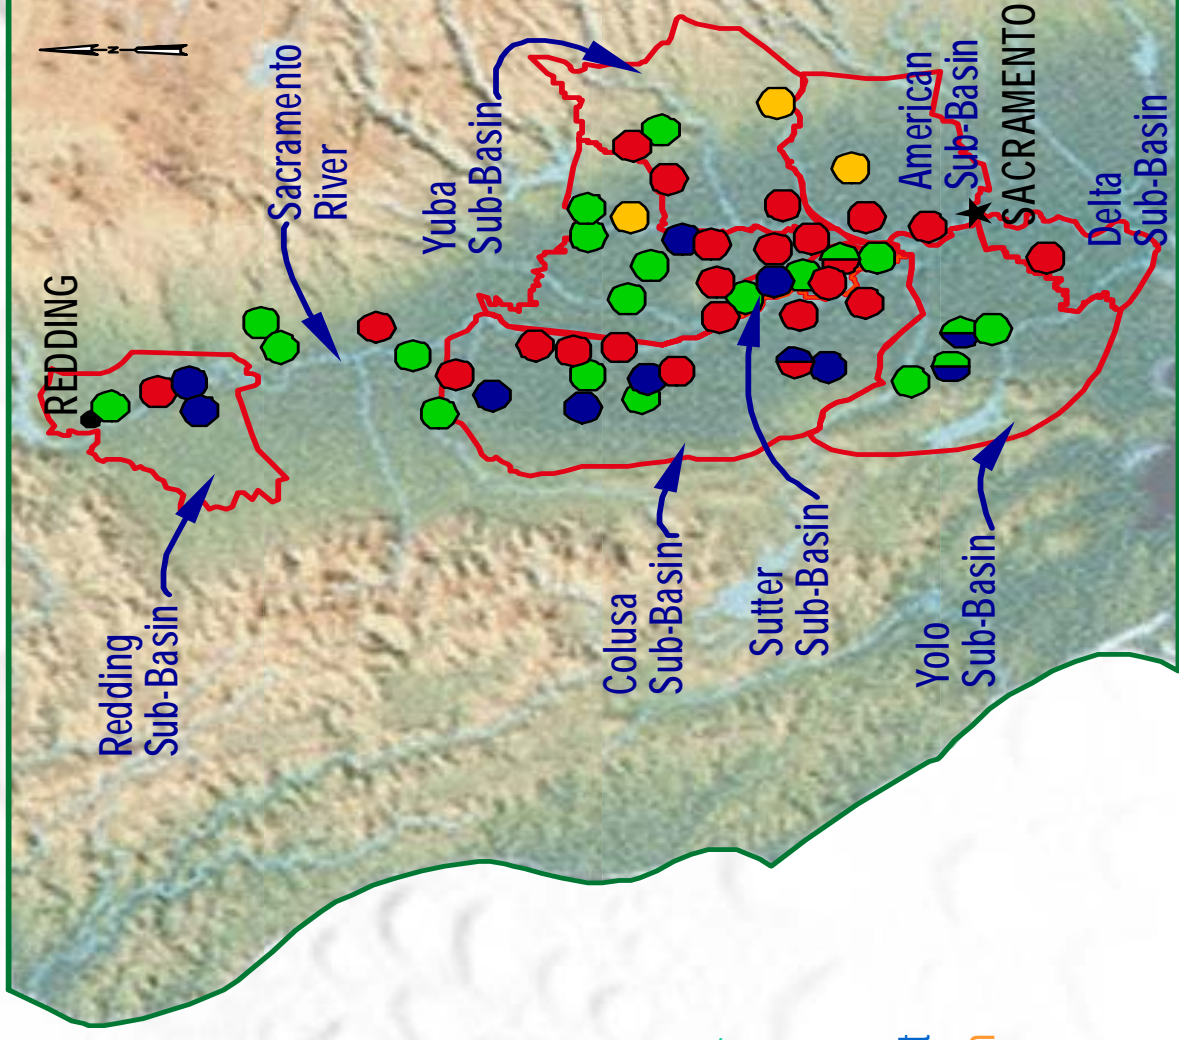 REDDING
Sacramento
River
Yuba
Sub-Basin
American
Sub-Basin
SACRAMENTO
Delta
Sub-Basin
Redding
Sub-Basin
Colusa
Sub-Basin
Sutter
Sub-Basin
Yolo
Sub-Basin
N